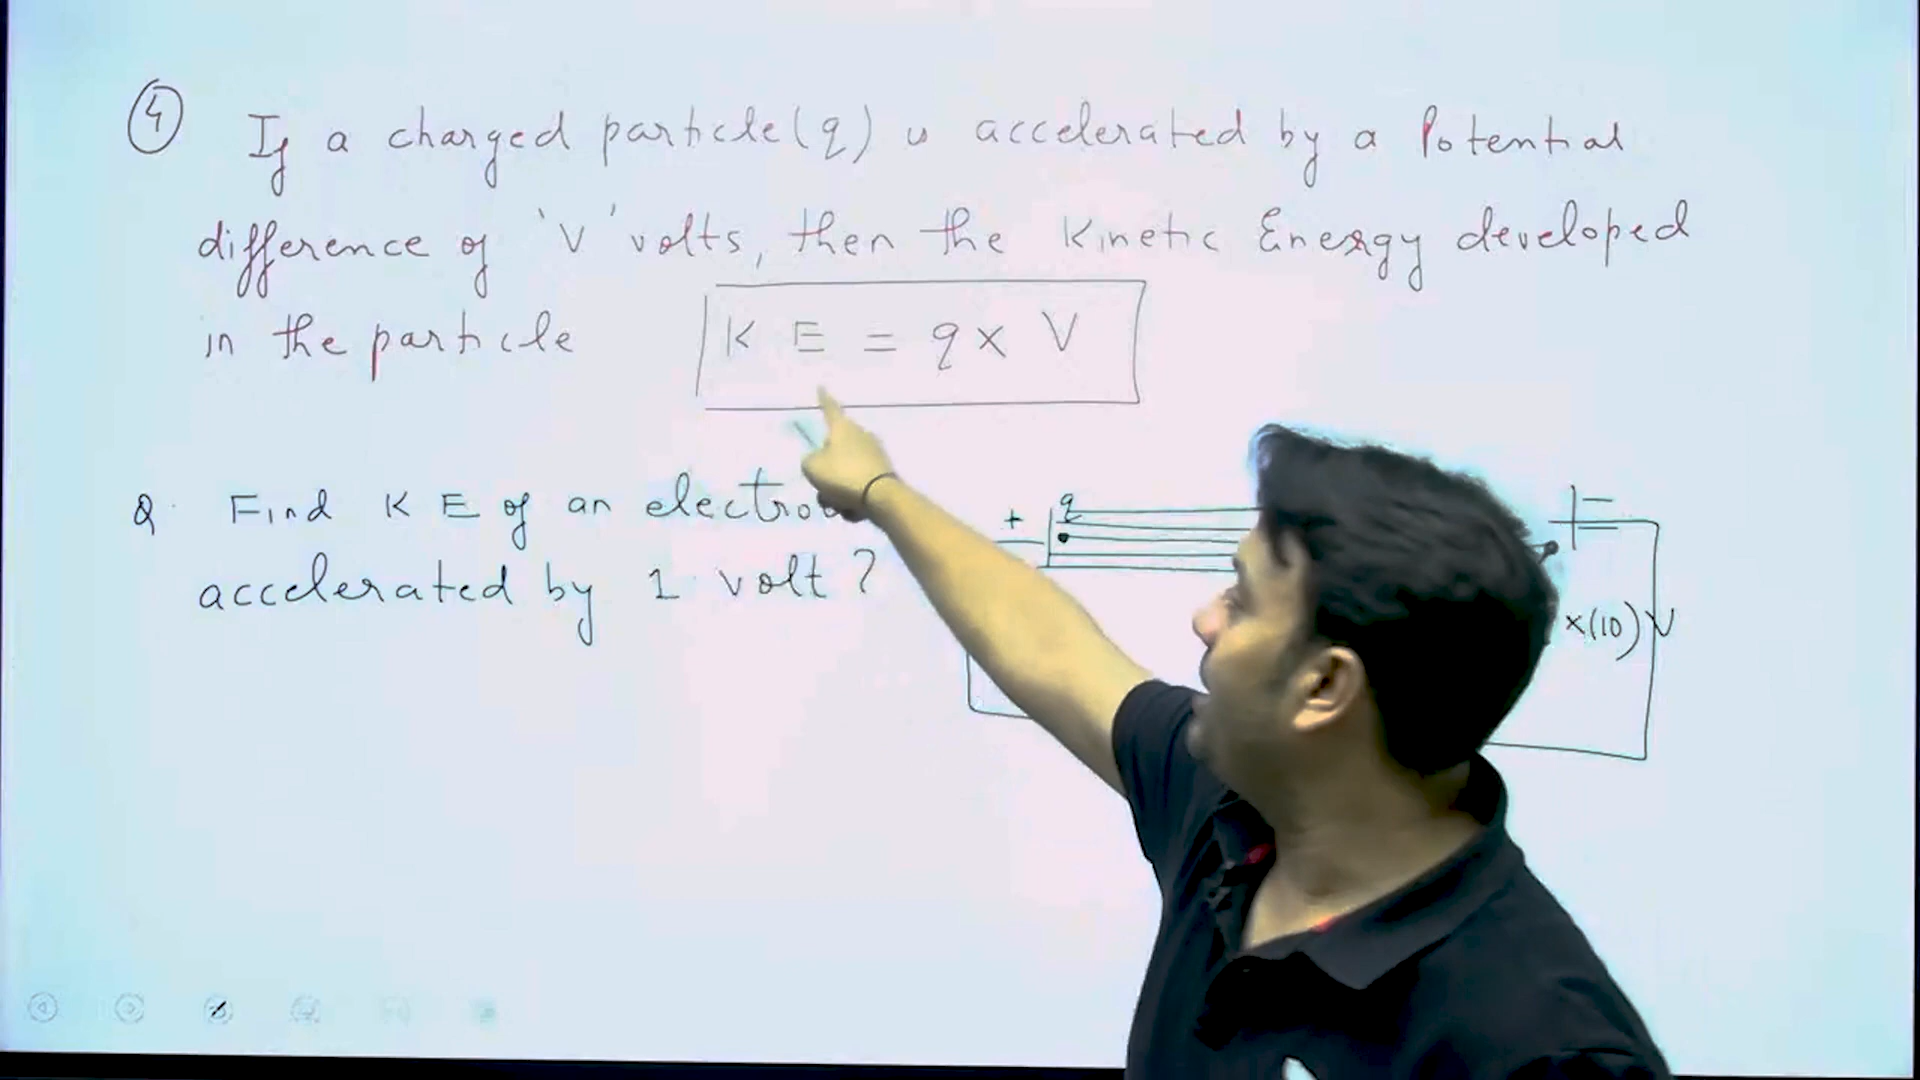 ④ If a charged particle(q) is accelerated by a Potential
difference of 'V' volts, then the Kinetic Energy developed
in the particle
K E = q x V
Q. Find K E of an
accelerated by 1 volt ?
+ q
x(10) V